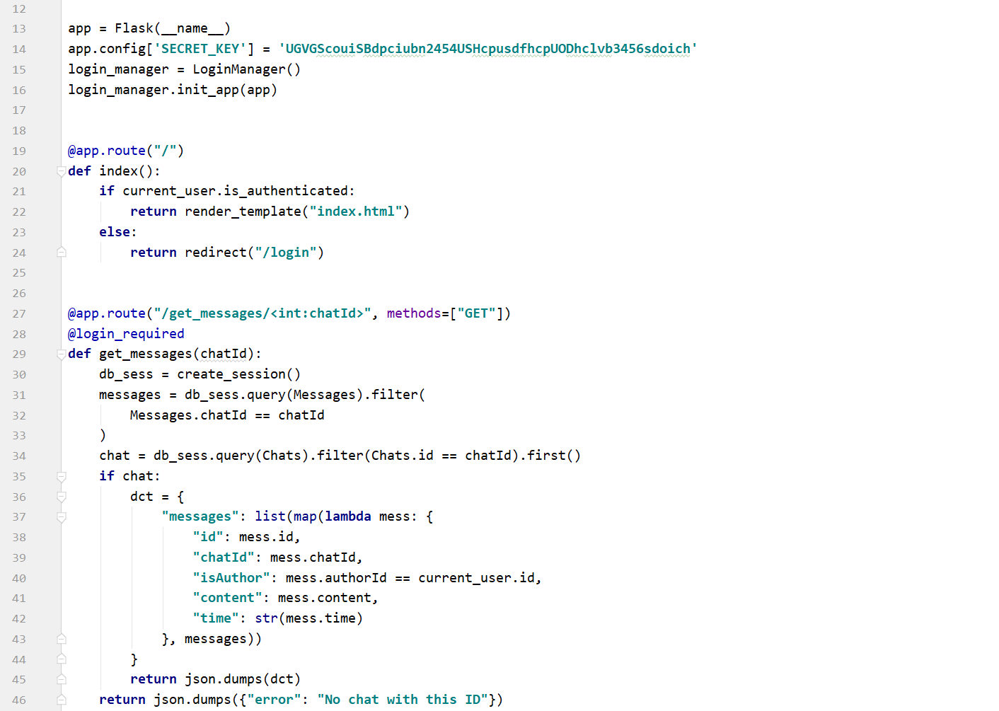 12
13 app = Flask(__name__)
14 app.config['SECRET_KEY'] = 'UGVGScouiSBdpciubn2454USHcpusdfhcpUODhclvb3456sdoich'
15 login_manager = LoginManager()
16 login_manager.init_app(app)
17
18
19 @app.route("/")
20 def index():
21     if current_user.is_authenticated:
22         return render_template("index.html")
23     else:
24         return redirect("/login")
25
26
27 @app.route("/get_messages/<int:chatId>", methods=["GET"])
28 @login_required
29 def get_messages(chatId):
30     db_sess = create_session()
31     messages = db_sess.query(Messages).filter(
32         Messages.chatId == chatId
33     )
34     chat = db_sess.query(Chats).filter(Chats.id == chatId).first()
35     if chat:
36         dct = {
37             "messages": list(map(lambda mess: {
38                 "id": mess.id,
39                 "chatId": mess.chatId,
40                 "isAuthor": mess.authorId == current_user.id,
41                 "content": mess.content,
42                 "time": str(mess.time)
43             }, messages))
44         }
45         return json.dumps(dct)
46     return json.dumps({"error": "No chat with this ID"})